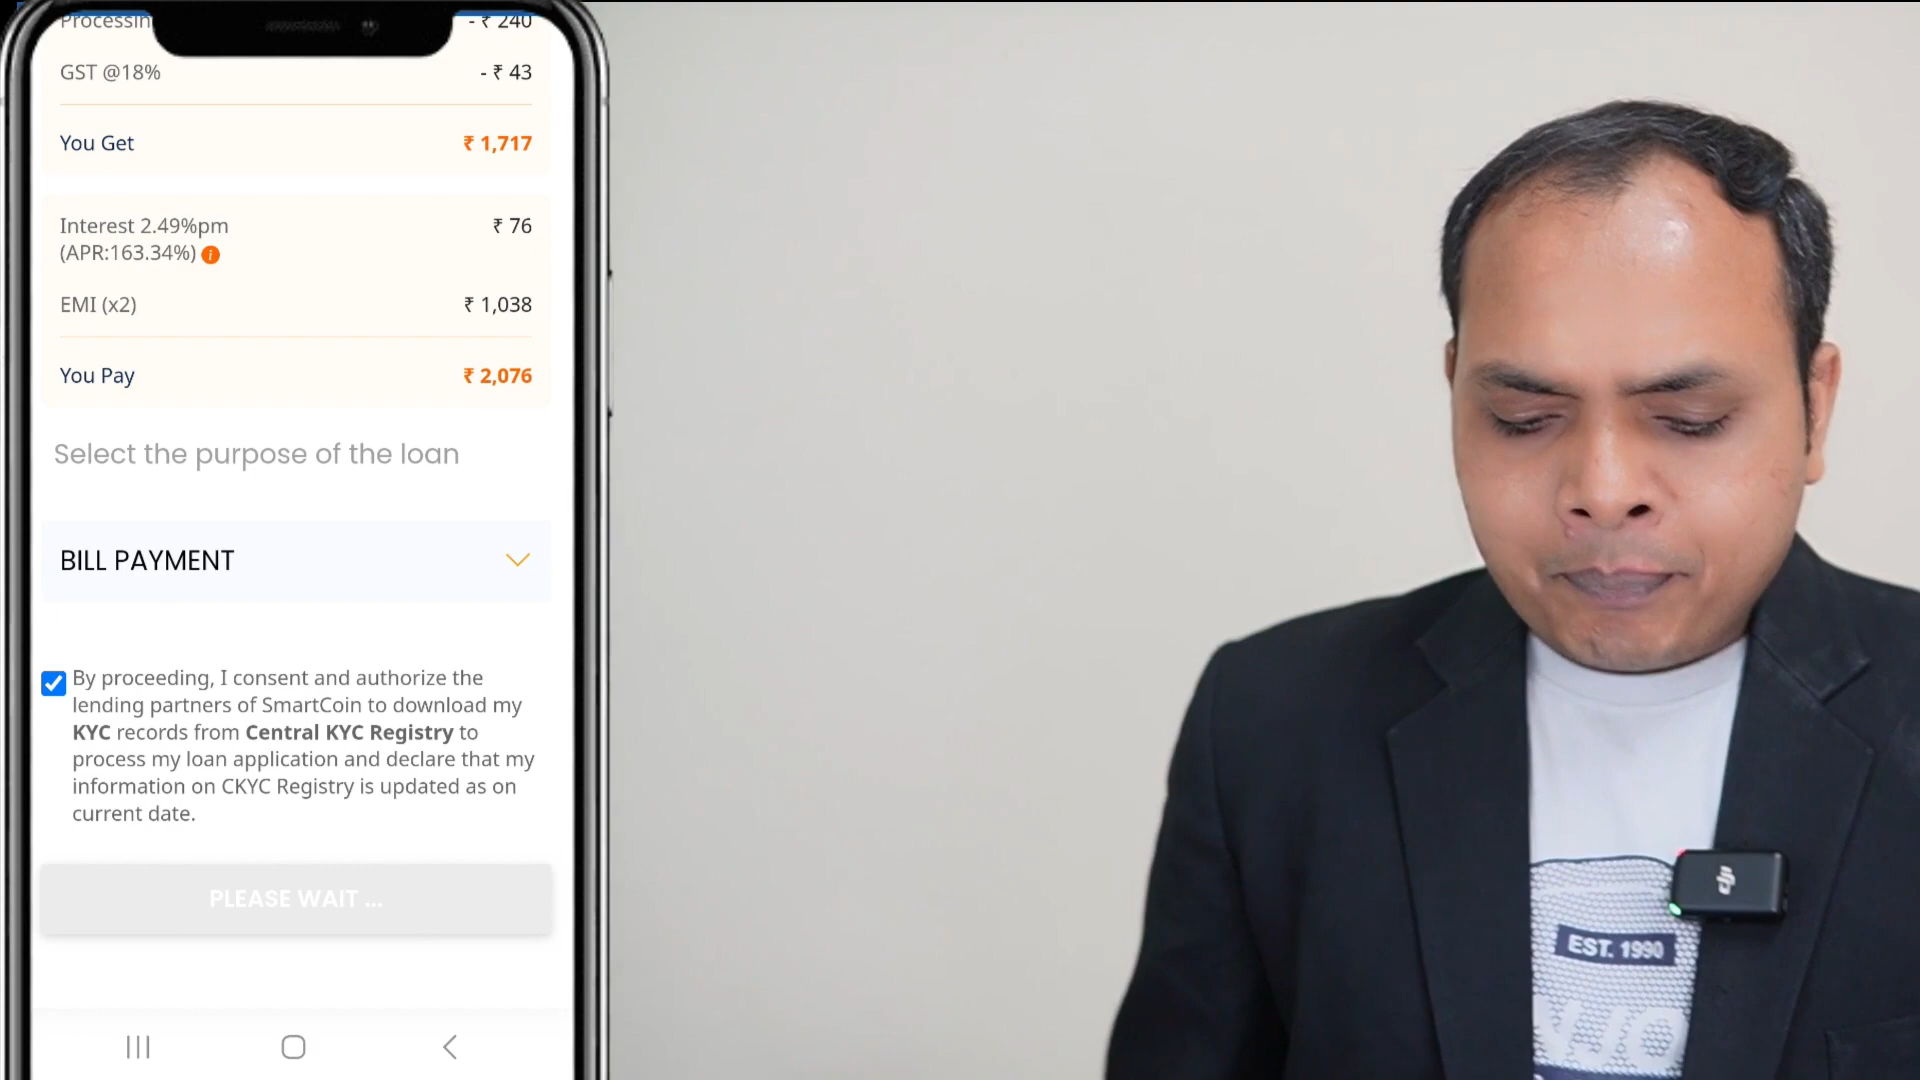 Processin - ₹ 240
GST @18% - ₹ 43
You Get ₹ 1,717
Interest 2.49%pm ₹ 76
(APR:163.34%) i
EMI (x2) ₹ 1,038
You Pay ₹ 2,076
Select the purpose of the loan
BILL PAYMENT
By proceeding, I consent and authorize the
lending partners of SmartCoin to download my
KYC records from Central KYC Registry to
process my loan application and declare that my
information on CKYC Registry is updated as on
current date.
PLEASE WAIT ...
dji
EST. 1990